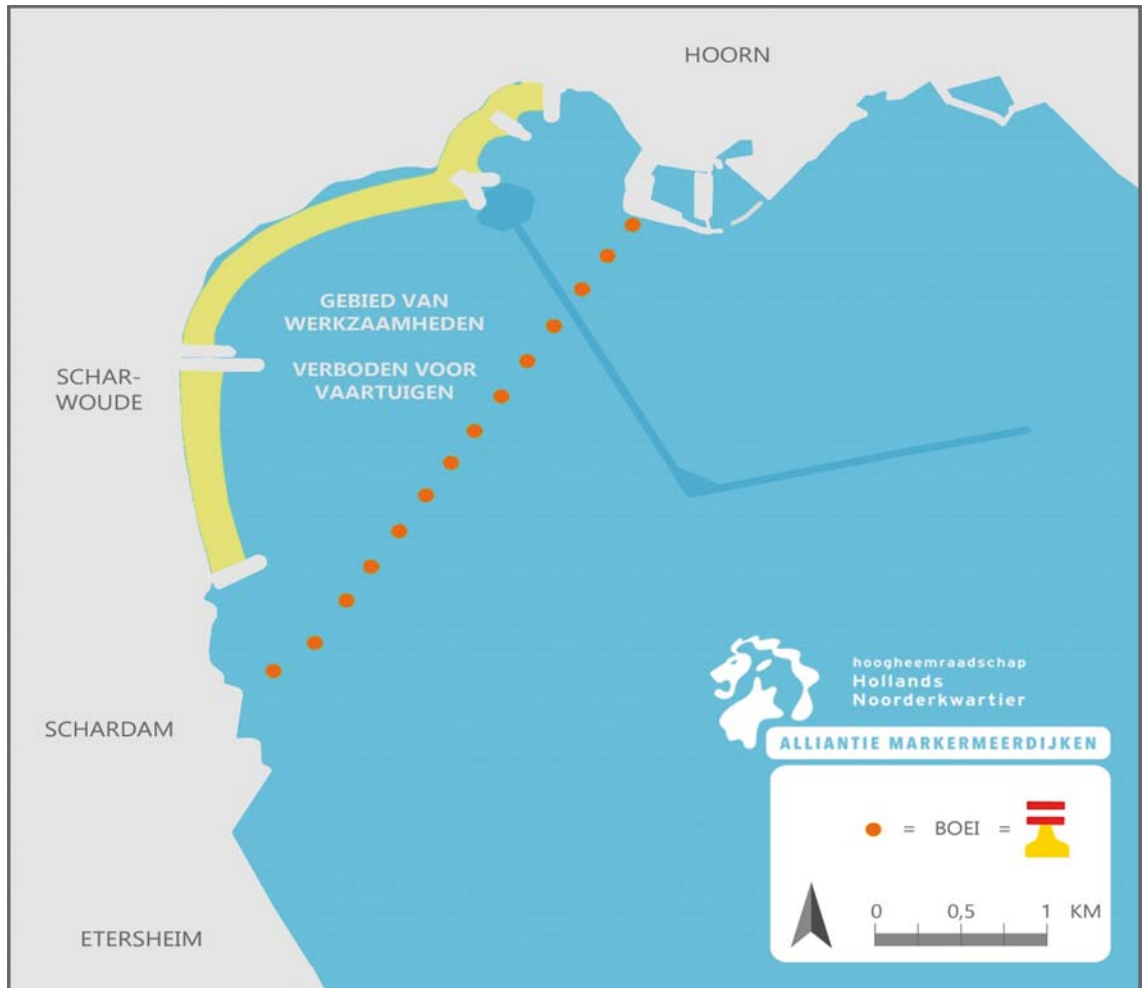 HOORN
GEBIED VAN
WERKZAAMHEDEN
VERBODEN VOOR
VAARTUIGEN
SCHAR-
WOUDE
SCHARDAM
hoogheemraadschap
Hollands
Noorderkwartier
ALLIANTIE MARKERMEERDIJKEN
= BOEI =
0 0,5 1 KM
ETERSHEIM